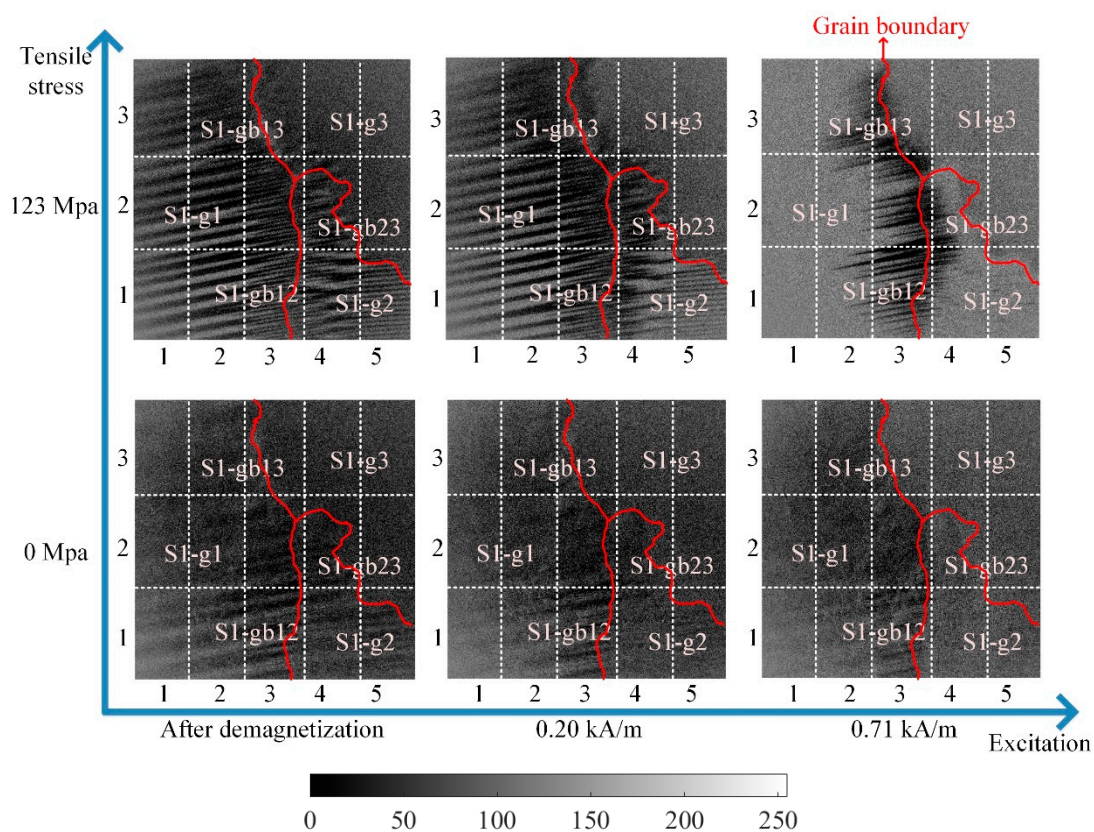 Grain boundary
Tensile
stress
3
S1-gb13
S1-g3
3
S1-gb13
S1-g3
3
S1-gb13
S1-g3
123 Mpa
2
S1-g1
S1-gb23
2
S1-g1
S1-gb23
2
S1-g1
S1-gb23
1
S1-gb12
S1-g2
1
S1-gb12
S1-g2
1
S1-gb12
S1-g2
1 2 3 4 5
1 2 3 4 5
1 2 3 4 5
3
S1-gb13
S1-g3
3
S1-gb13
S1-g3
3
S1-gb13
S1-g3
0 Mpa
2
S1-g1
S1-gb23
2
S1-g1
S1-gb23
2
S1-g1
S1-gb23
1
S1-gb12
S1-g2
1
S1-gb12
S1-g2
1
S1-gb12
S1-g2
1 2 3 4 5
1 2 3 4 5
1 2 3 4 5
After demagnetization
0.20 kA/m
0.71 kA/m
Excitation
0 50 100 150 200 250